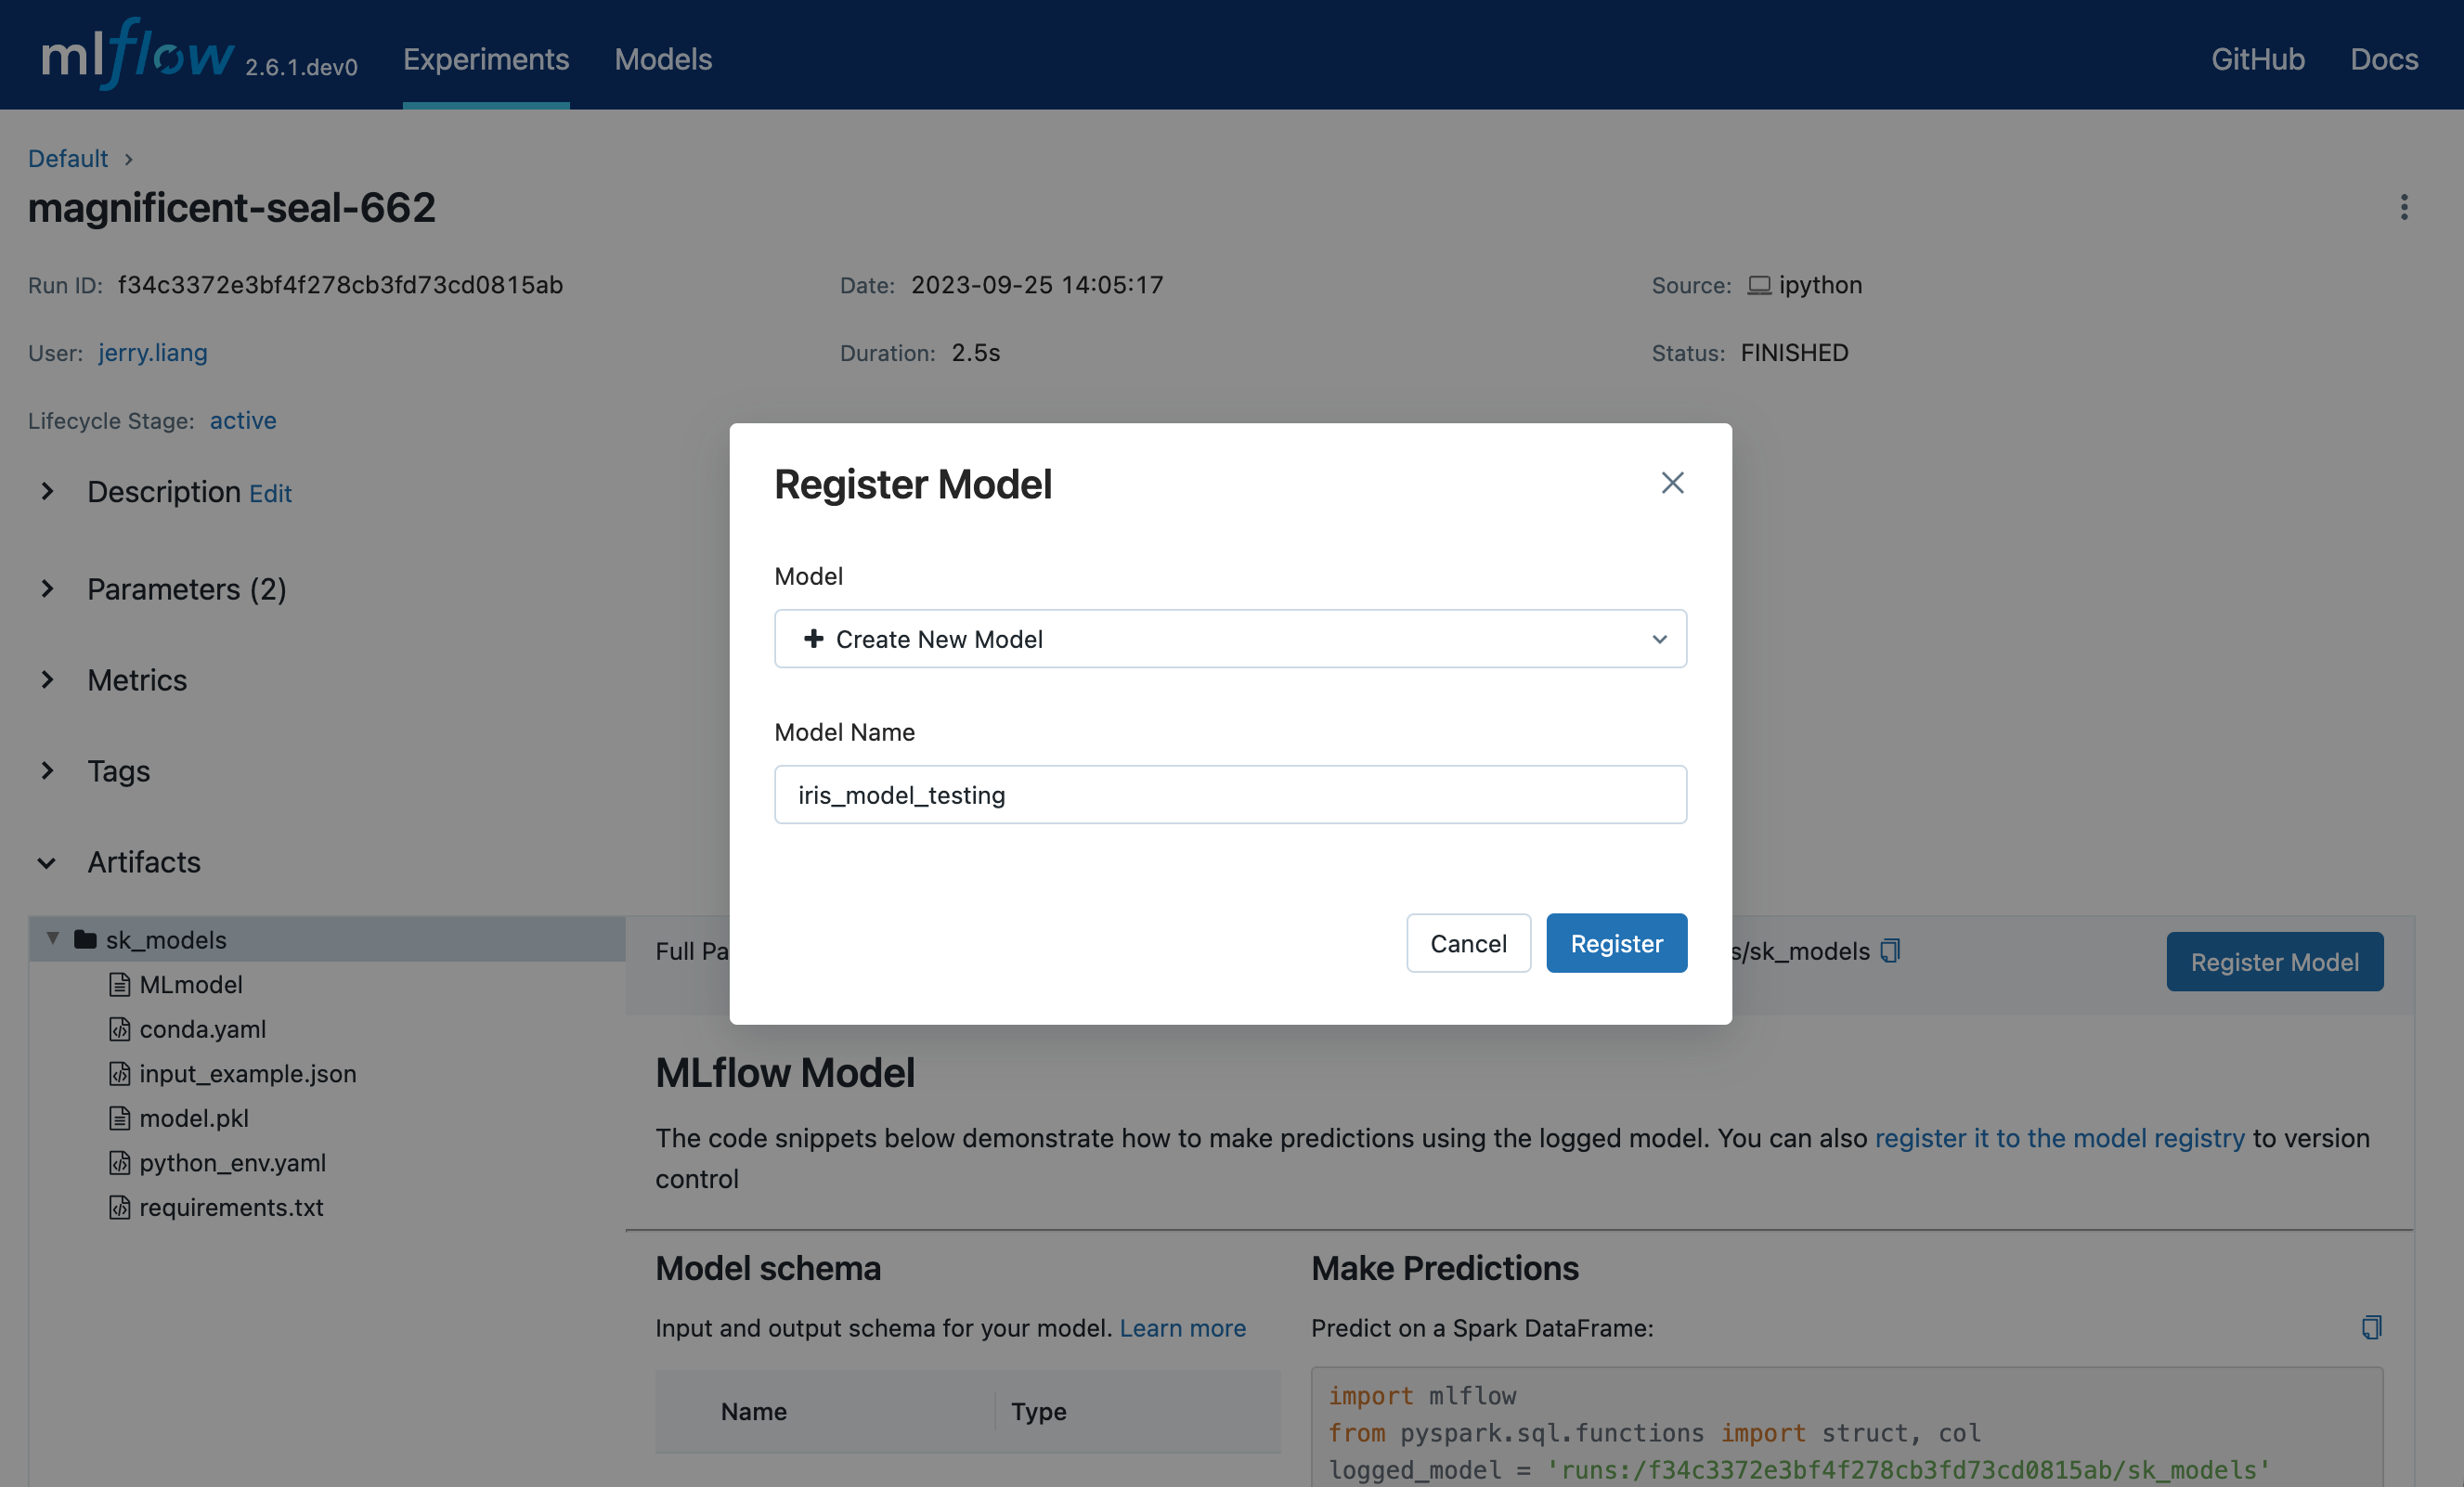 mlflow 2.6.1.dev0 Experiments Models GitHub Docs
Default
magnificent-seal-662
Run ID: f34c3372e3bf4f278cb3fd73cd0815ab Date: 2023-09-25 14:05:17 Source: ipython
User: jerry.liang Duration: 2.5s Status: FINISHED
Lifecycle Stage: active
Description Edit
Parameters (2)
Metrics
Tags
Artifacts
Register Model
Model
Create New Model
Model Name
iris_model_testing
Cancel Register
sk_models
MLmodel
conda.yaml
input_example.json
model.pkl
python_env.yaml
requirements.txt
Full Pa s/sk_models Register Model
MLflow Model
The code snippets below demonstrate how to make predictions using the logged model. You can also register it to the model registry to version
control
Model schema
Input and output schema for your model. Learn more
Name Type
Make Predictions
Predict on a Spark DataFrame:
import mlflow
from pyspark.sql.functions import struct, col
logged_model = 'runs:/f34c3372e3bf4f278cb3fd73cd0815ab/sk_models'